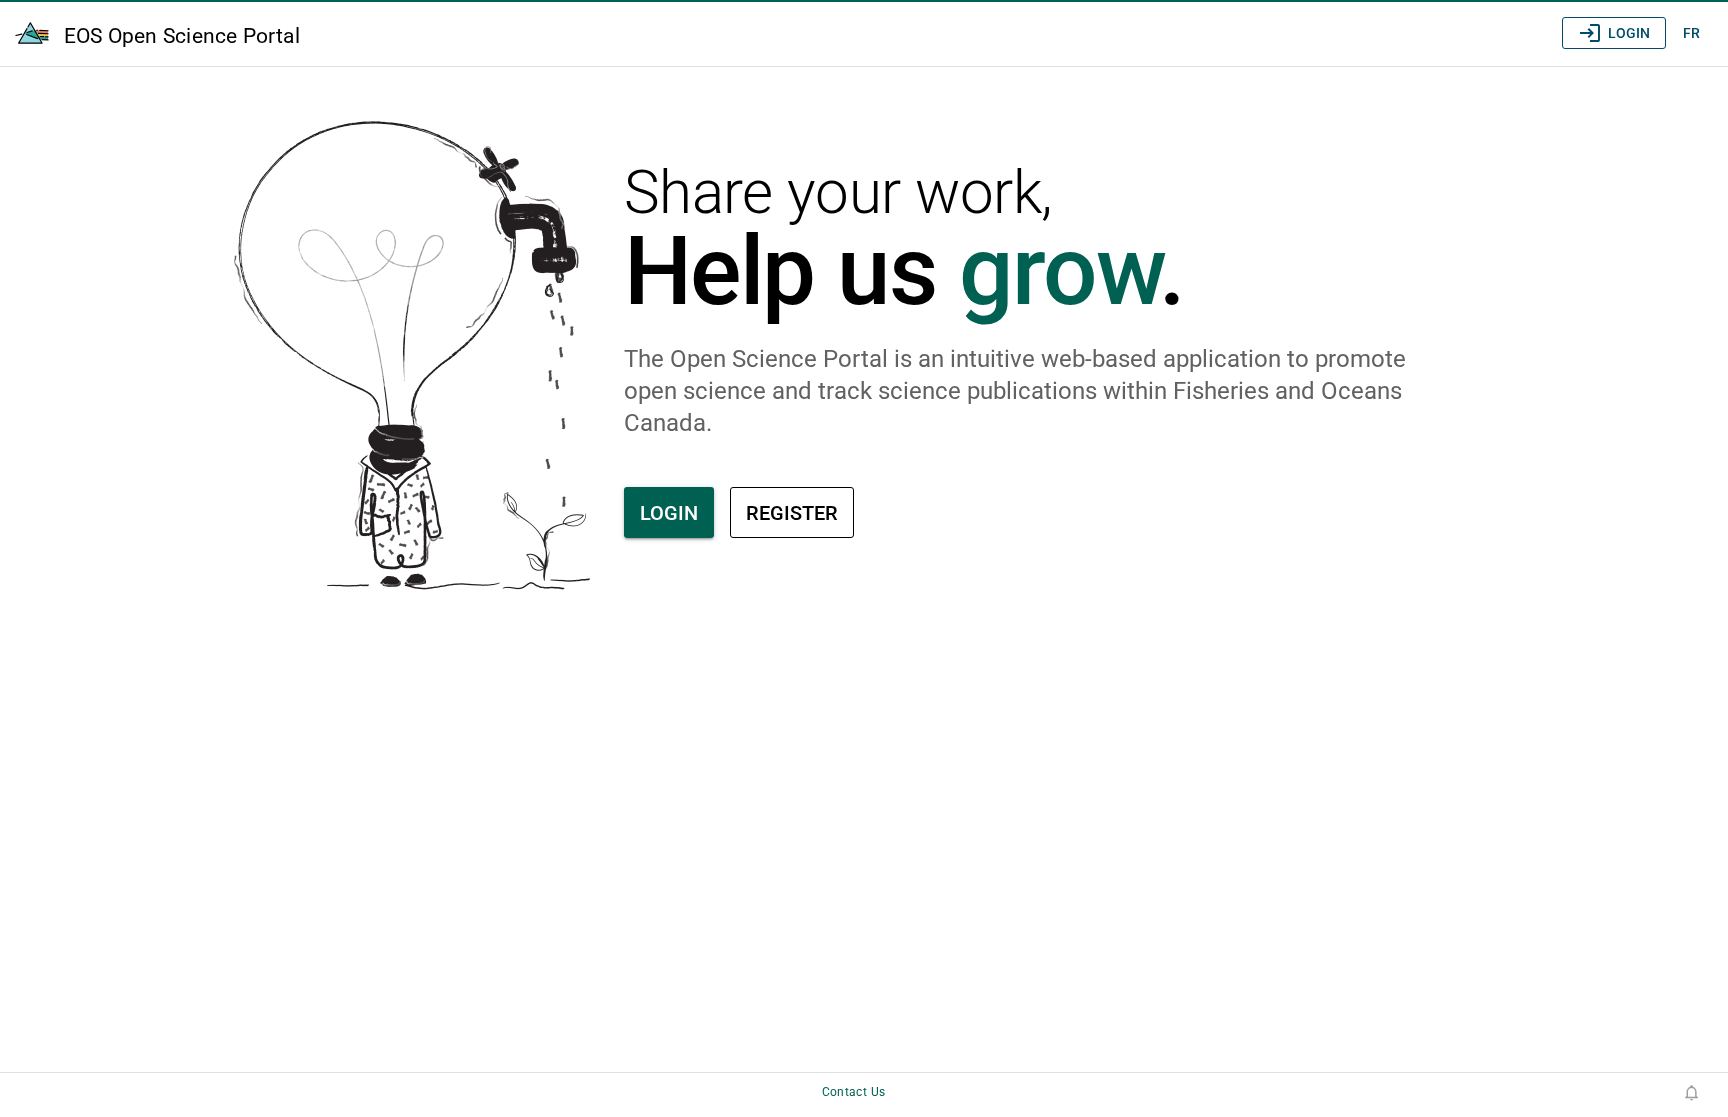 EOS Open Science Portal
LOGIN
FR
Share your work,
Help us grow.
The Open Science Portal is an intuitive web-based application to promote
open science and track science publications within Fisheries and Oceans
Canada.
LOGIN
REGISTER
Contact Us